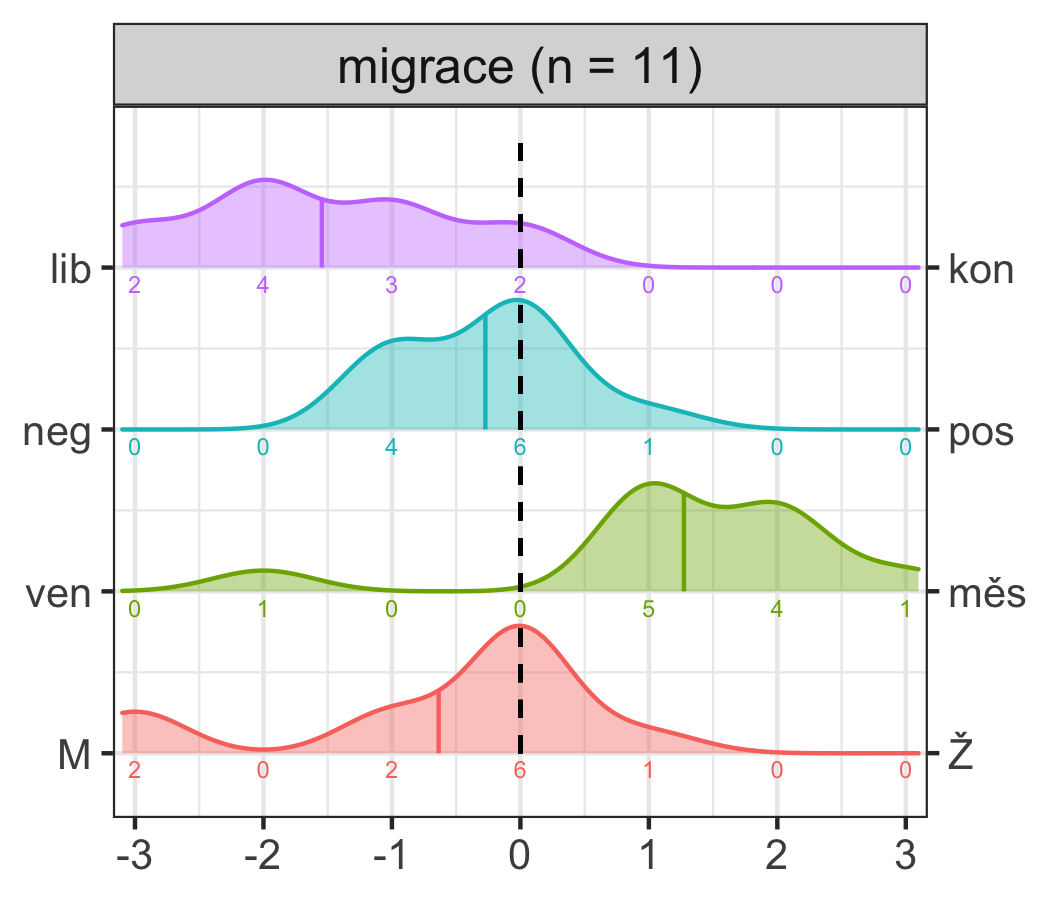 migrace (n = 11)
lib kon
2 4 3 2 0 0 0
neg pos
0 0 4 6 1 0 0
ven měs
0 1 0 0 5 4 1
M Ž
2 0 2 6 1 0 0
-3 -2 -1 0 1 2 3